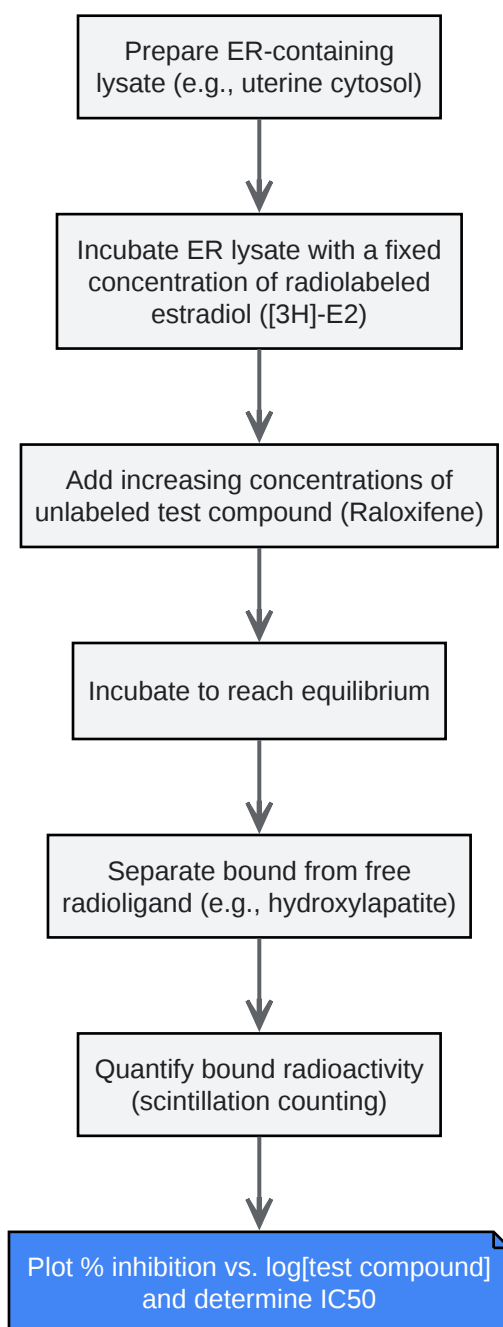 Prepare ER-containing
lysate (e.g., uterine cytosol)
Incubate ER lysate with a fixed
concentration of radiolabeled
estradiol ([3H]-E2)
Add increasing concentrations of
unlabeled test compound (Raloxifene)
Incubate to reach equilibrium
Separate bound from free
radioligand (e.g., hydroxylapatite)
Quantify bound radioactivity
(scintillation counting)
Plot % inhibition vs. log[test compound]
and determine IC50